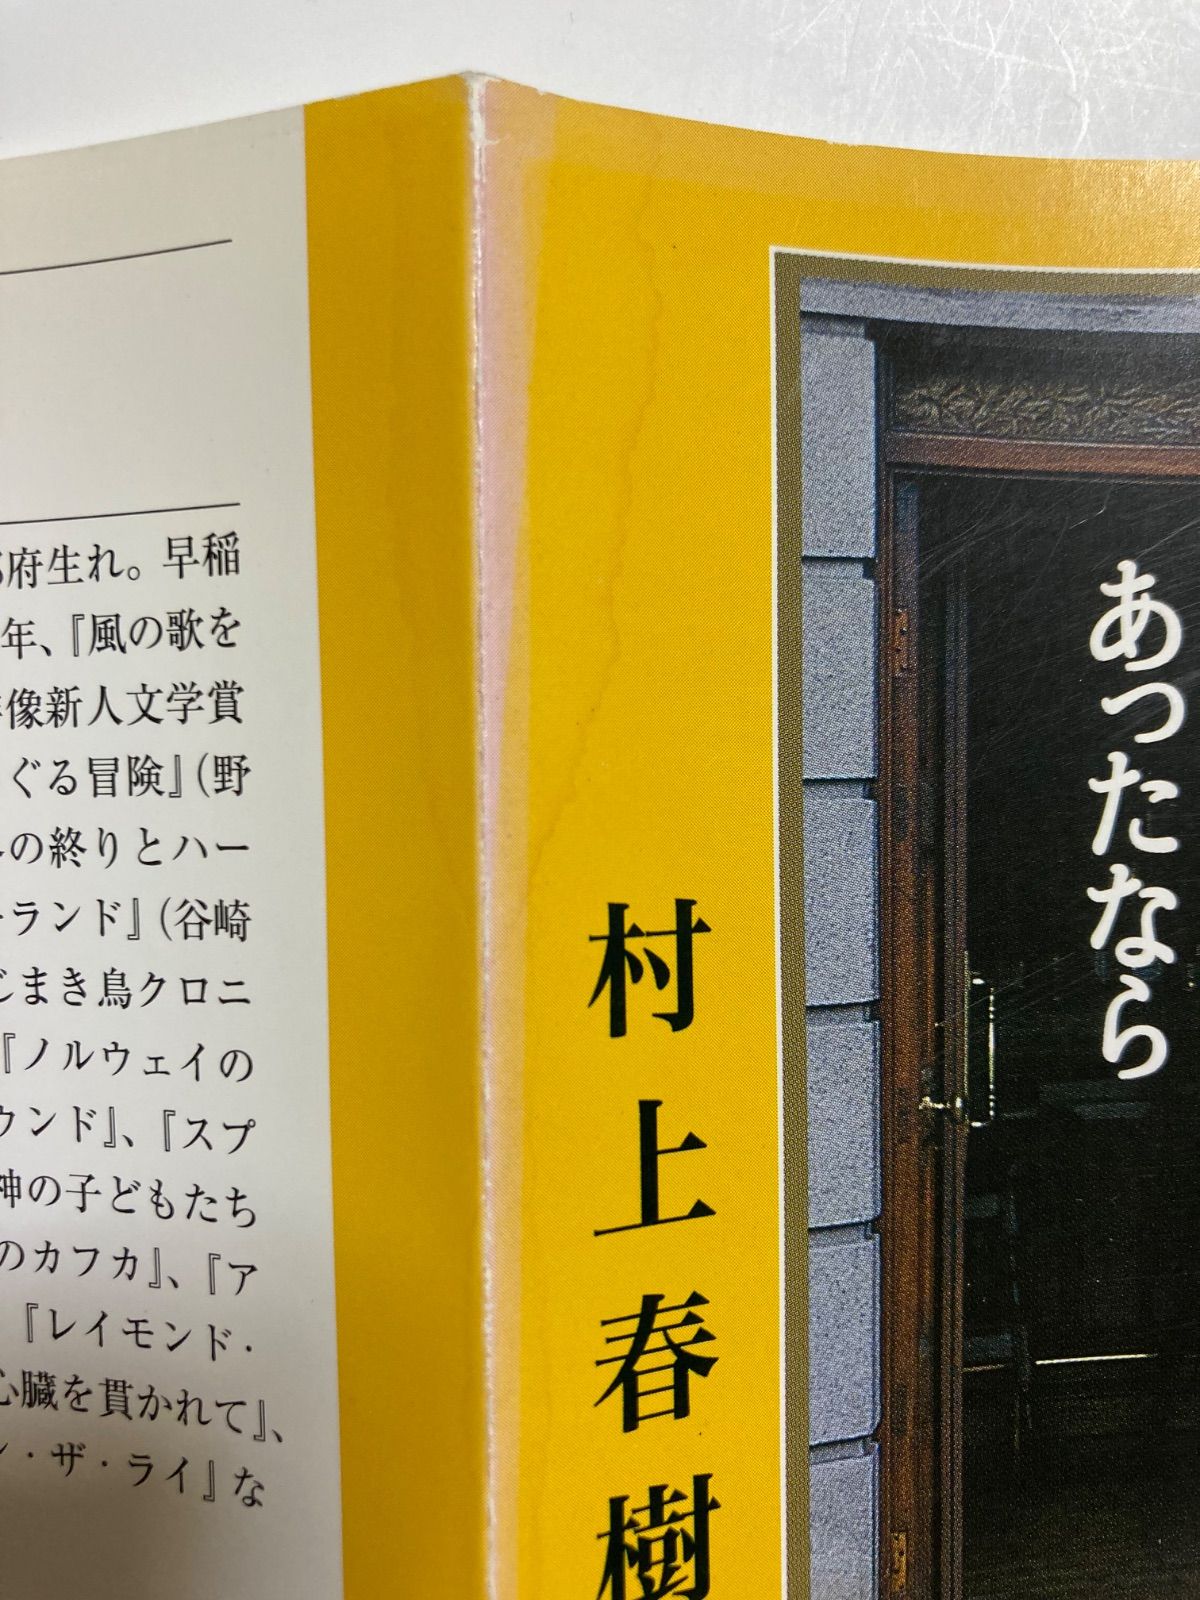 あったなら
村上春樹
府生れ。早稲
年、『風の歌を
像新人文学賞
ぐる冒険』(野
の終りとハー
ランド』(谷崎
じまき鳥クロニ
『ノルウェイの
ウンド』、『スプ
神の子どもたち
のカフカ』、『ア
『レイモンド・
心臓を貫かれて』、
ン・ザ・ライ』な